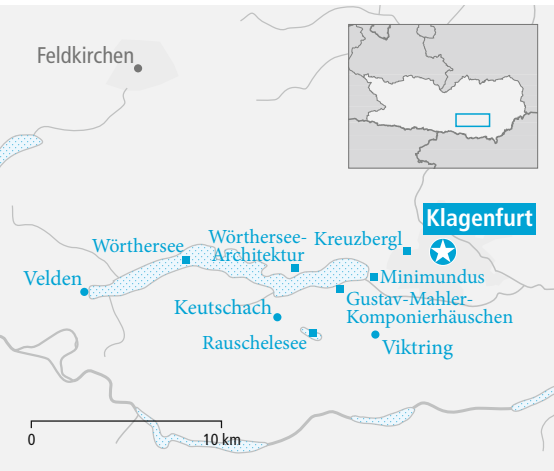 Feldkirchen
Klagenfurt
Wörthersee-
Architektur
Kreuzbergl
Wörthersee
Velden
Minimundus
Gustav-Mahler-
Komponierhäuschen
Keutschach
Rauschelesee
Viktring
0
10 km